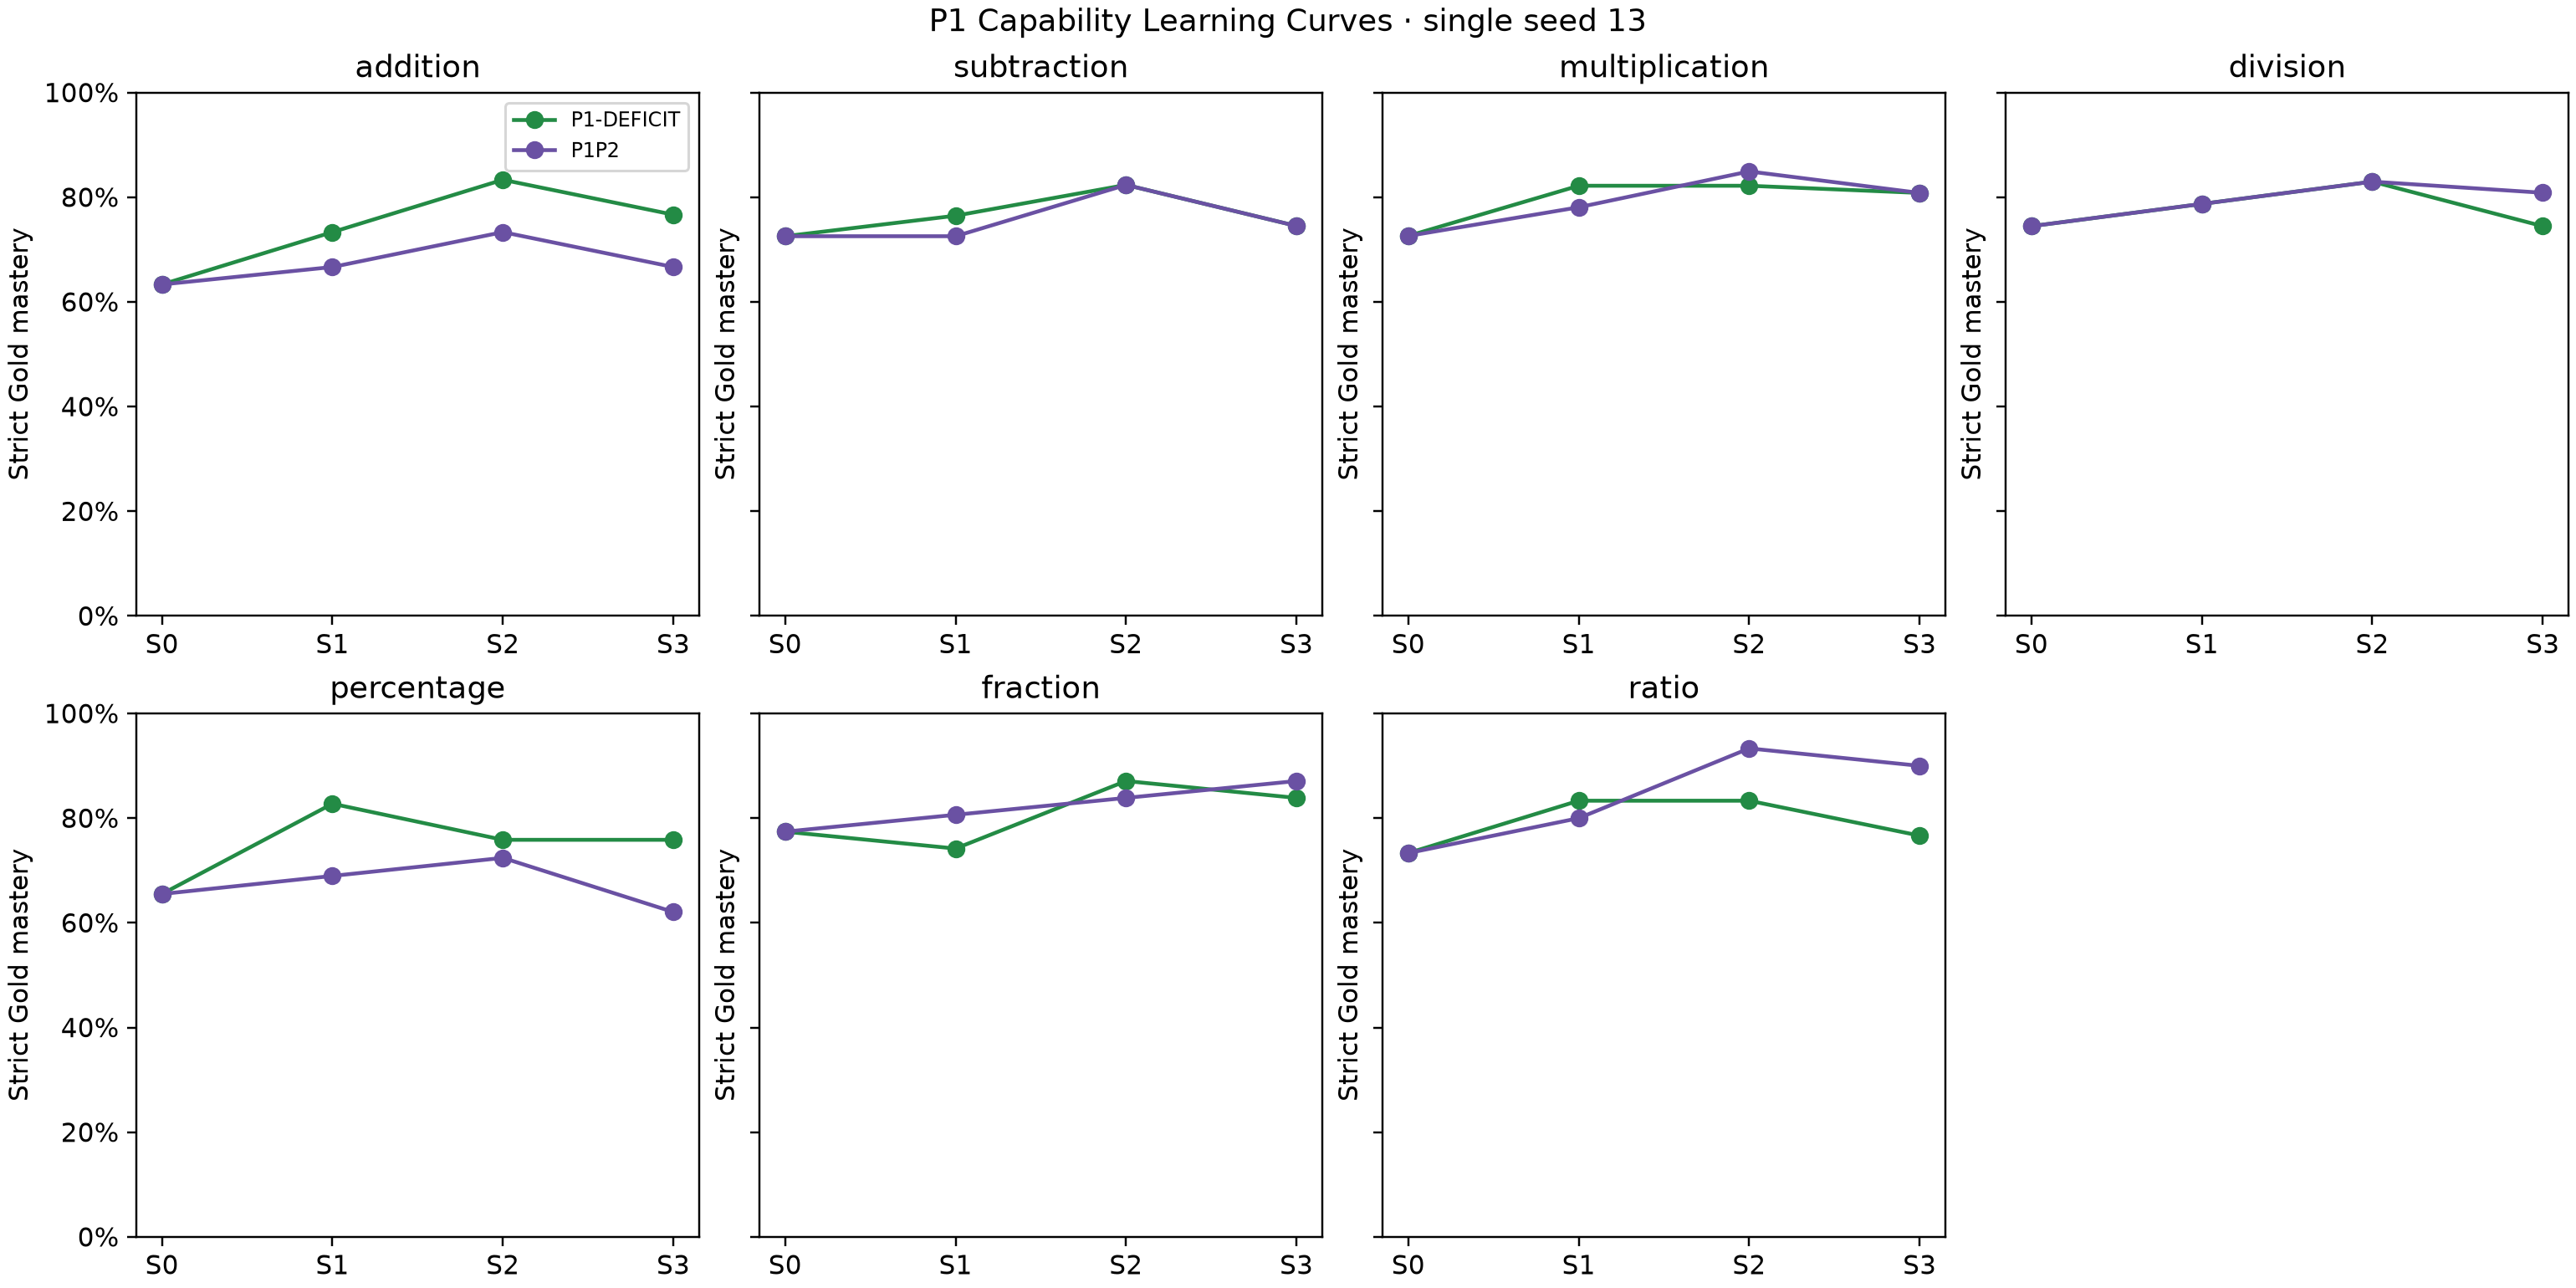 P1 Capability Learning Curves · single seed 13
addition
subtraction
multiplication
division
100%
80%
60%
40%
20%
0%
Strict Gold mastery
P1-DEFICIT
P1P2
S0 S1 S2 S3
Strict Gold mastery
S0 S1 S2 S3
Strict Gold mastery
S0 S1 S2 S3
Strict Gold mastery
S0 S1 S2 S3
percentage
fraction
ratio
100%
80%
60%
40%
20%
0%
Strict Gold mastery
S0 S1 S2 S3
Strict Gold mastery
S0 S1 S2 S3
Strict Gold mastery
S0 S1 S2 S3